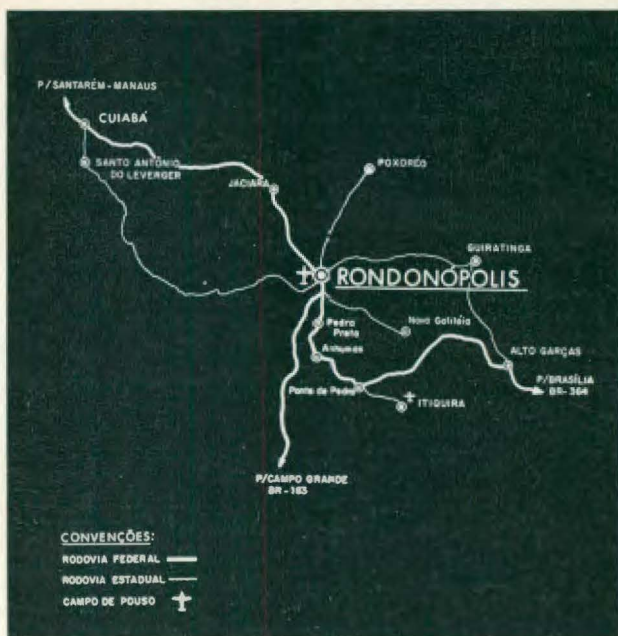 P/SANTARÉM-MANAUS
CUIABÁ
SANTO ANTÔNIO
DO LEVERGER
JACIARA
POXORÉO
GUIRATINGA
RONDONÓPOLIS
Pedra
Preta
Nova Galiléia
Anhumas
ALTO GARÇAS
Ponte de Pedra
P/BRASÍLIA
BR-364
ITIQUIRA
P/CAMPO GRANDE
BR-163
CONVENÇÕES:
RODOVIA FEDERAL
RODOVIA ESTADUAL
CAMPO DE POUSO